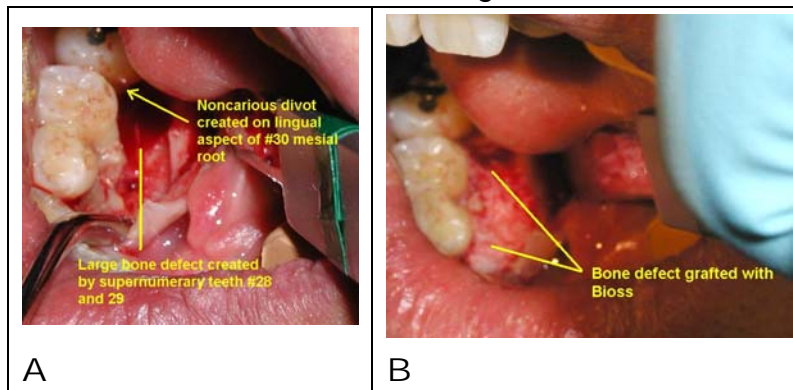 Noncarious divot
created on lingual
aspect of #30 mesial
root
Large bone defect created
by supernumerary teeth #28
and 29
A
Bone defect grafted with
Bioss
B